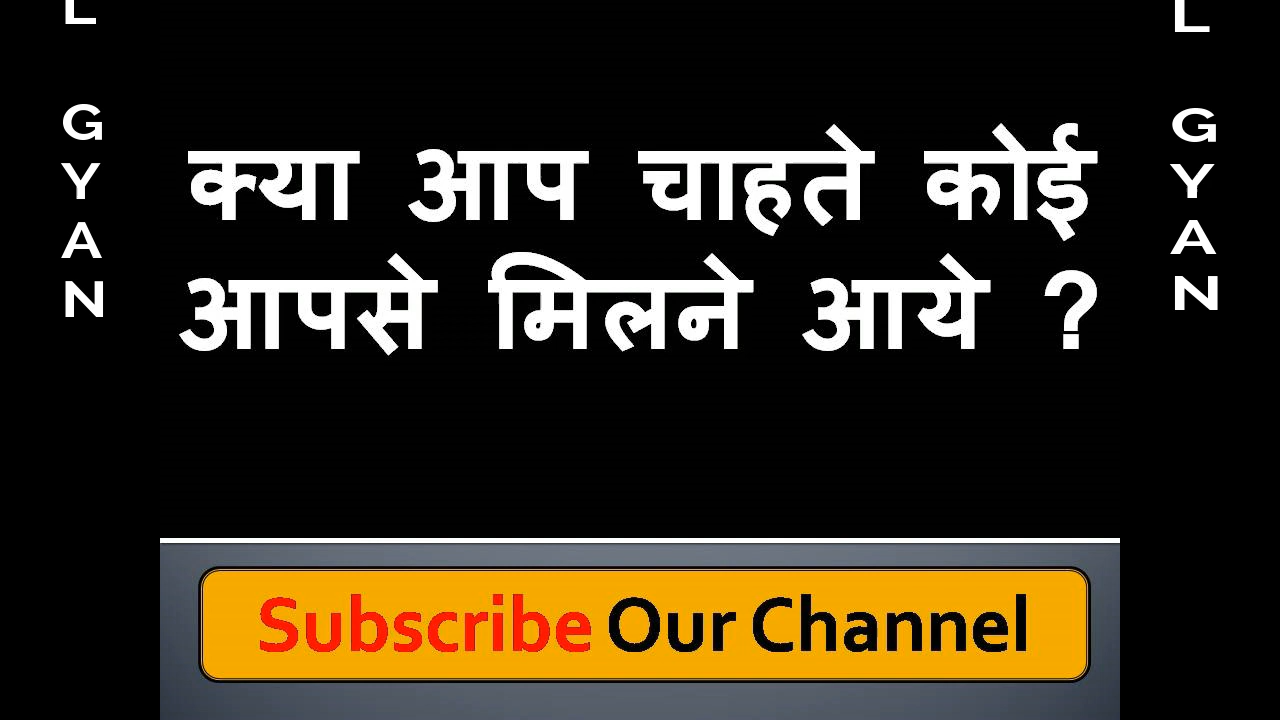 L GYAN
क्या आप चाहते कोई
आपसे मिलने आये ?
Subscribe Our Channel
L GYAN